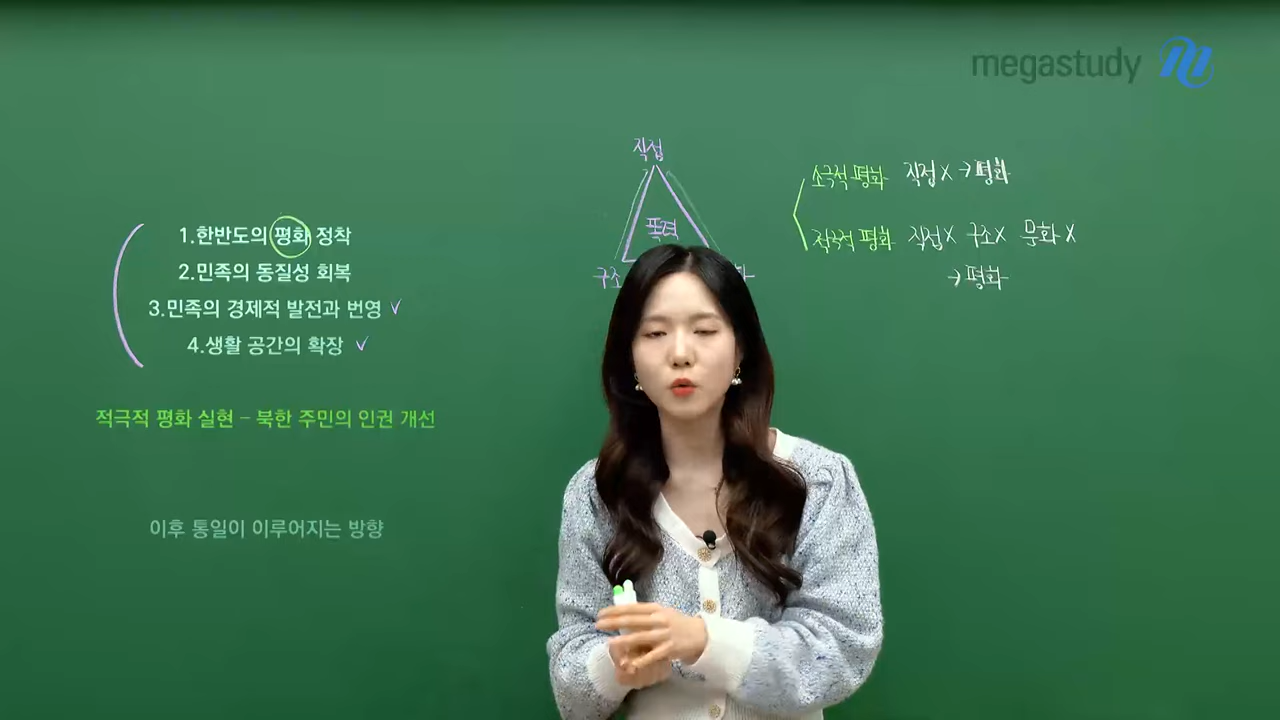 megastudy
1.한반도의 평화 정착
2.민족의 동질성 회복
3.민족의 경제적 발전과 번영
4.생활 공간의 확장
적극적 평화 실현 – 북한 주민의 인권 개선
이후 통일이 이루어지는 방향
직접
폭력
구조
소극적 평화 직접X →평화
적극적 평화 직접X 구조X 문화X
→평화